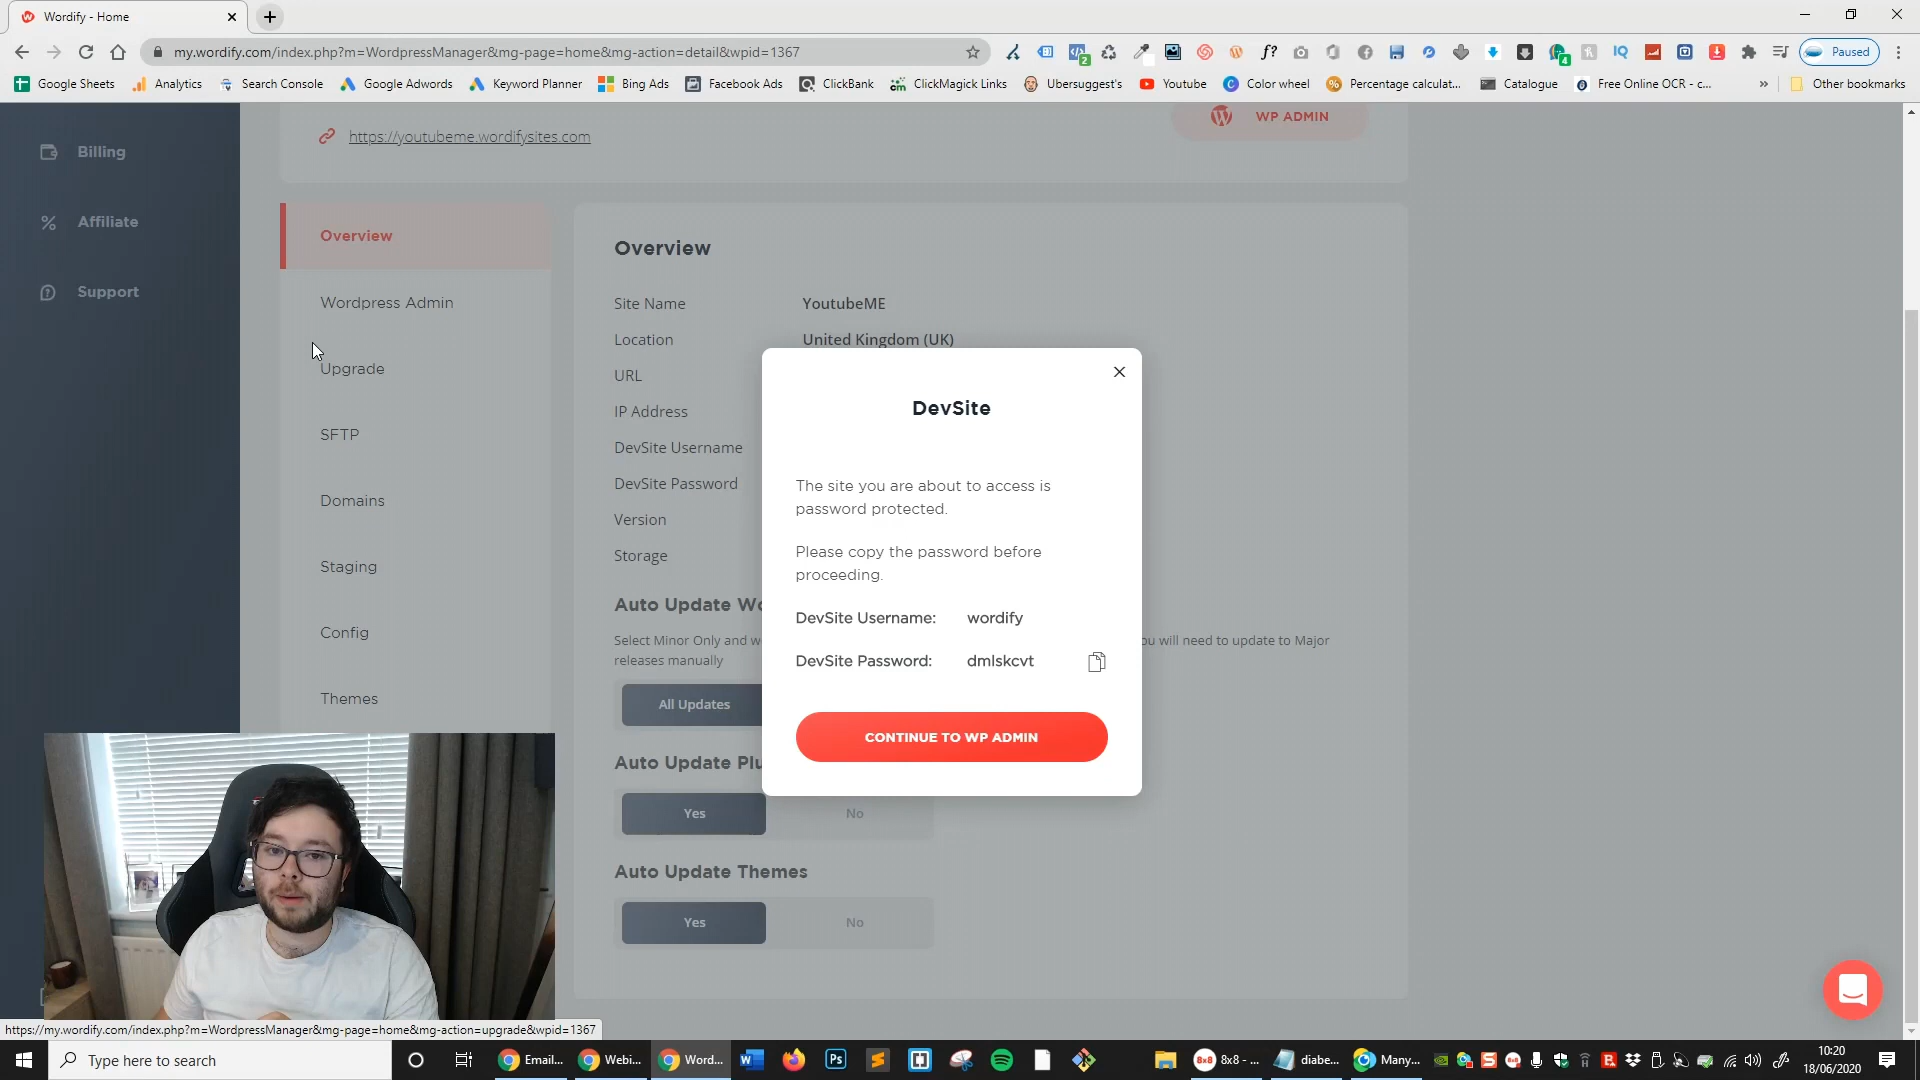 Wordify - Home
my.wordify.com/index.php?m=WordpressManager&mg-page=home&mg-action=detail&wpid=1367
Paused
Google Sheets
Analytics
Search Console
Google Adwords
Keyword Planner
Bing Ads
Facebook Ads
ClickBank
ClickMagick Links
Ubersuggest's
Youtube
Color wheel
Percentage calculat...
Catalogue
Free Online OCR - c...
»
Other bookmarks
Billing
Affiliate
Support
https://youtubeme.wordifysites.com
WP ADMIN
Overview
Wordpress Admin
Upgrade
SFTP
Domains
Staging
Config
Themes
Overview
Site Name YoutubeME
Location United Kingdom (UK)
URL
IP Address
DevSite Username
DevSite Password
Version
Storage
Auto Update Wo
Select Minor Only and w
ou will need to update to Major
releases manually
All Updates
Auto Update Plu
Yes No
Auto Update Themes
Yes No
DevSite
The site you are about to access is
password protected.
Please copy the password before
proceeding.
DevSite Username: wordify
DevSite Password: dmlskcvt
CONTINUE TO WP ADMIN
https://my.wordify.com/index.php?m=WordpressManager&mg-page=home&mg-action=upgrade&wpid=1367
Type here to search
Email...
Webi...
Word...
8x8 - ...
diabe...
Many...
10:20
18/06/2020